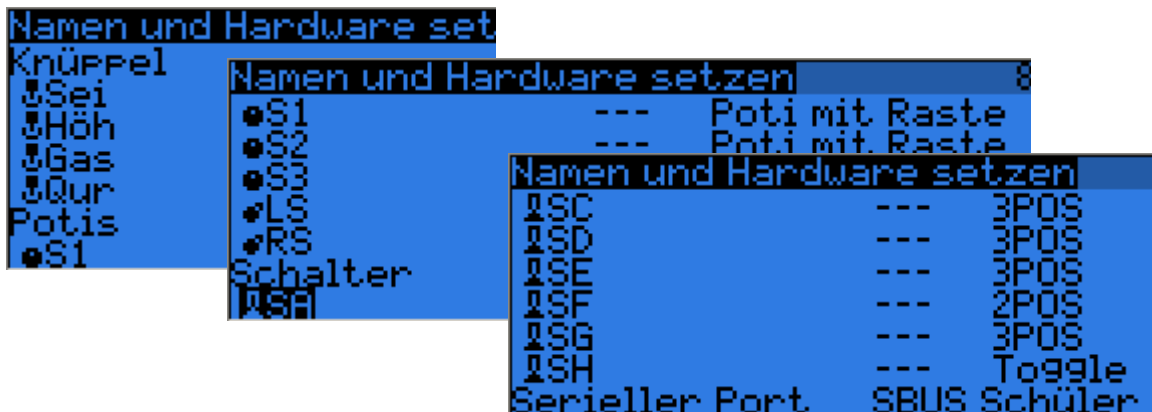 Namen und Hardware set
Knüppel
Sei
Höh
Gas
Qur
Potis
S1
Namen und Hardware setzen 8
S1 --- Poti mit Raste
S2 --- Poti mit Raste
S3
LS
RS
Schalter
SA
Namen und Hardware setzen
SC --- 3POS
SD --- 3POS
SE --- 3POS
SF --- 2POS
SG --- 3POS
SH --- Toggle
Serieller Port SBUS Schüler